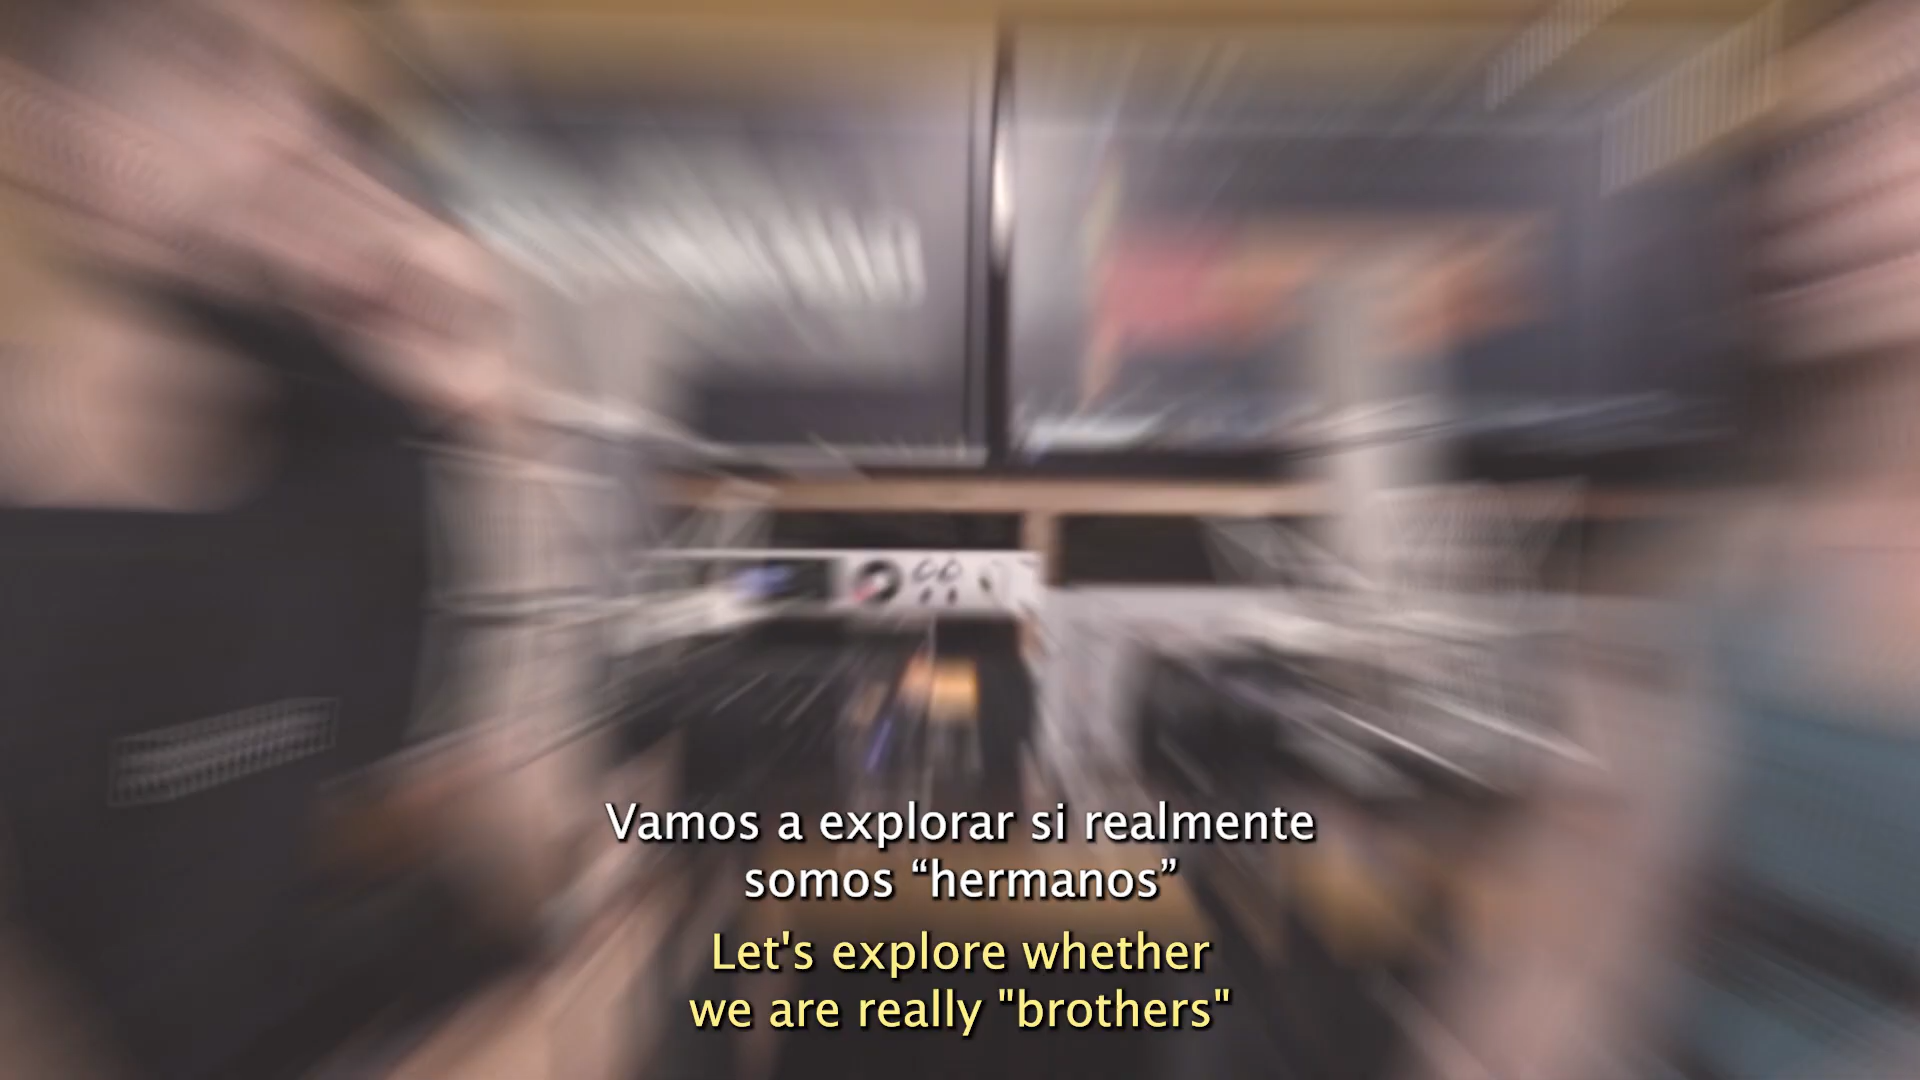 Vamos a explorar si realmente
somos “hermanos”
Let's explore whether
we are really "brothers"